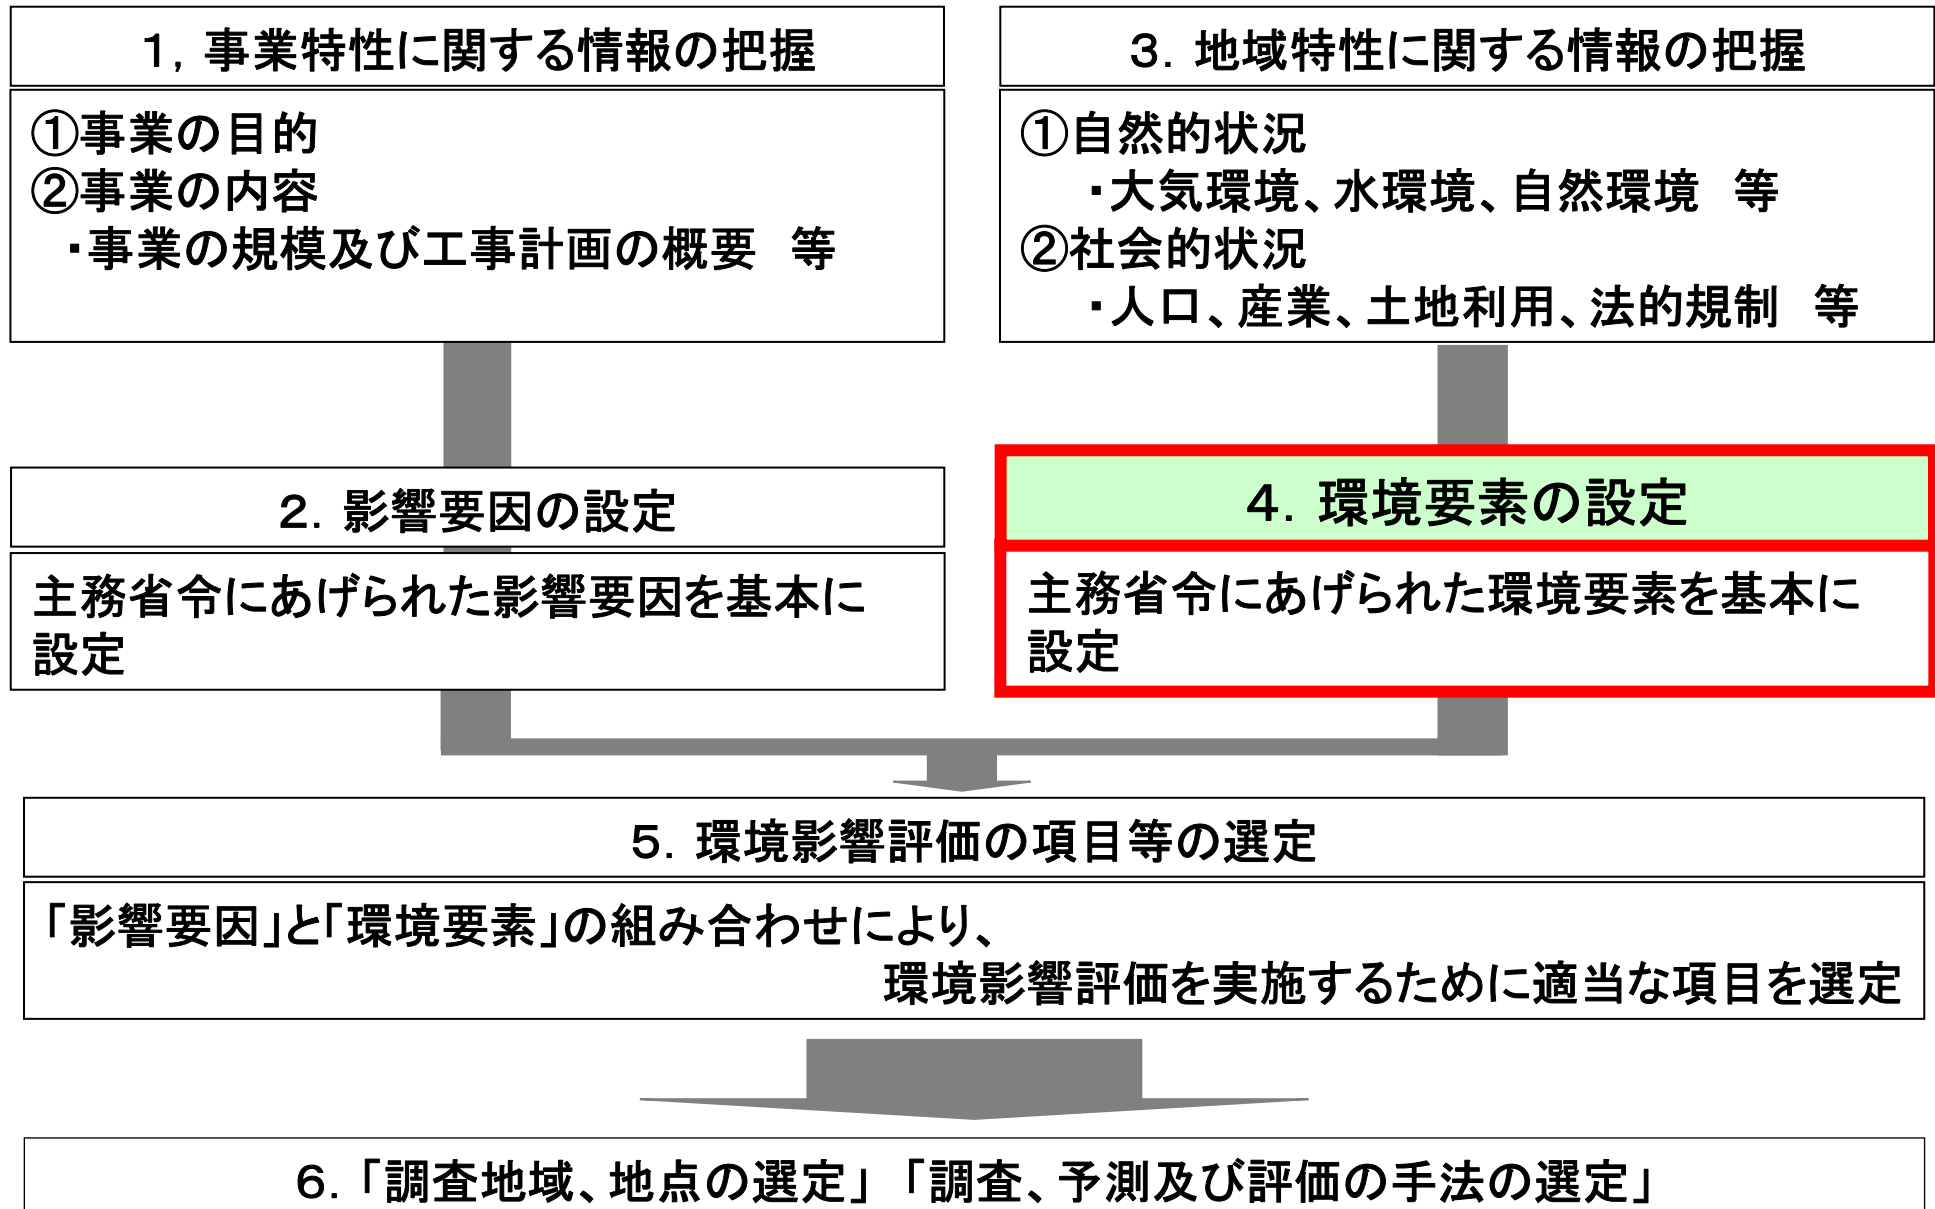 １，事業特性に関する情報の把握
①事業の目的
②事業の内容
・事業の規模及び工事計画の概要　等
３．地域特性に関する情報の把握
①自然的状況
・大気環境、水環境、自然環境　等
②社会的状況
・人口、産業、土地利用、法的規制　等
２．影響要因の設定
主務省令にあげられた影響要因を基本に
設定
４．環境要素の設定
主務省令にあげられた環境要素を基本に
設定
５．環境影響評価の項目等の選定
「影響要因」と「環境要素」の組み合わせにより、
環境影響評価を実施するために適当な項目を選定
６．「調査地域、地点の選定」「調査、予測及び評価の手法の選定」